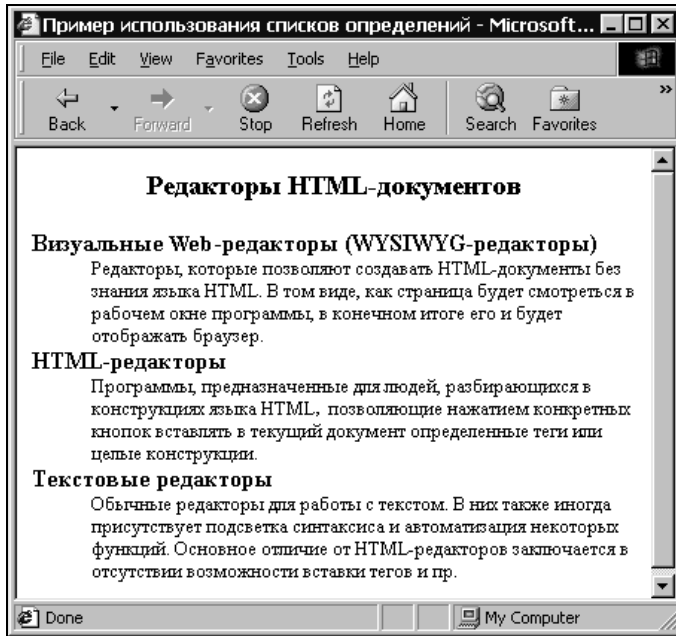 Пример использования списков определений - Microsoft...
File Edit View Favorites Tools Help
Back Forward Stop Refresh Home Search Favorites »
Редакторы HTML-документов
Визуальные Web-редакторы (WYSIWYG-редакторы)
Редакторы, которые позволяют создавать HTML-документы без
знания языка HTML. В том виде, как страница будет смотреться в
рабочем окне программы, в конечном итоге его и будет
отображать браузер.
HTML-редакторы
Программы, предназначенные для людей, разбирающихся в
конструкциях языка HTML, позволяющие нажатием конкретных
кнопок вставлять в текущий документ определенные теги или
целые конструкции.
Текстовые редакторы
Обычные редакторы для работы с текстом. В них также иногда
присутствует подсветка синтаксиса и автоматизация некоторых
функций. Основное отличие от HTML-редакторов заключается в
отсутствии возможности вставки тегов и пр.
Done My Computer